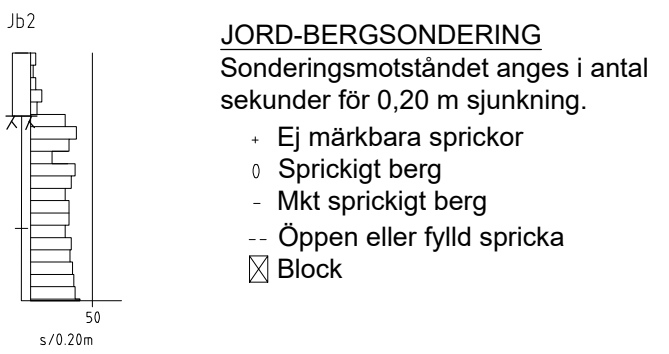 Jb2
JORD-BERGSONDERING
Sonderingsmotståndet anges i antal
sekunder för 0,20 m sjunkning.
+ Ej märkbara sprickor
0 Sprickigt berg
- Mkt sprickigt berg
-- Öppen eller fylld spricka
Block
50
s/0.20m